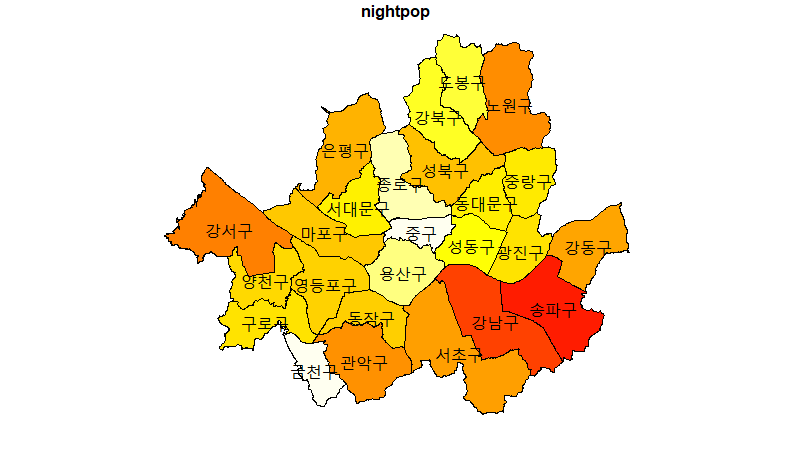 nightpop
도봉구
노원구
강북구
은평구
성북구
종로구
중랑구
서대문구
동대문구
강서구
마포구
중구
성동구
광진구
강동구
용산구
양천구
영등포구
송파구
동작구
강남구
구로구
서초구
관악구
금천구